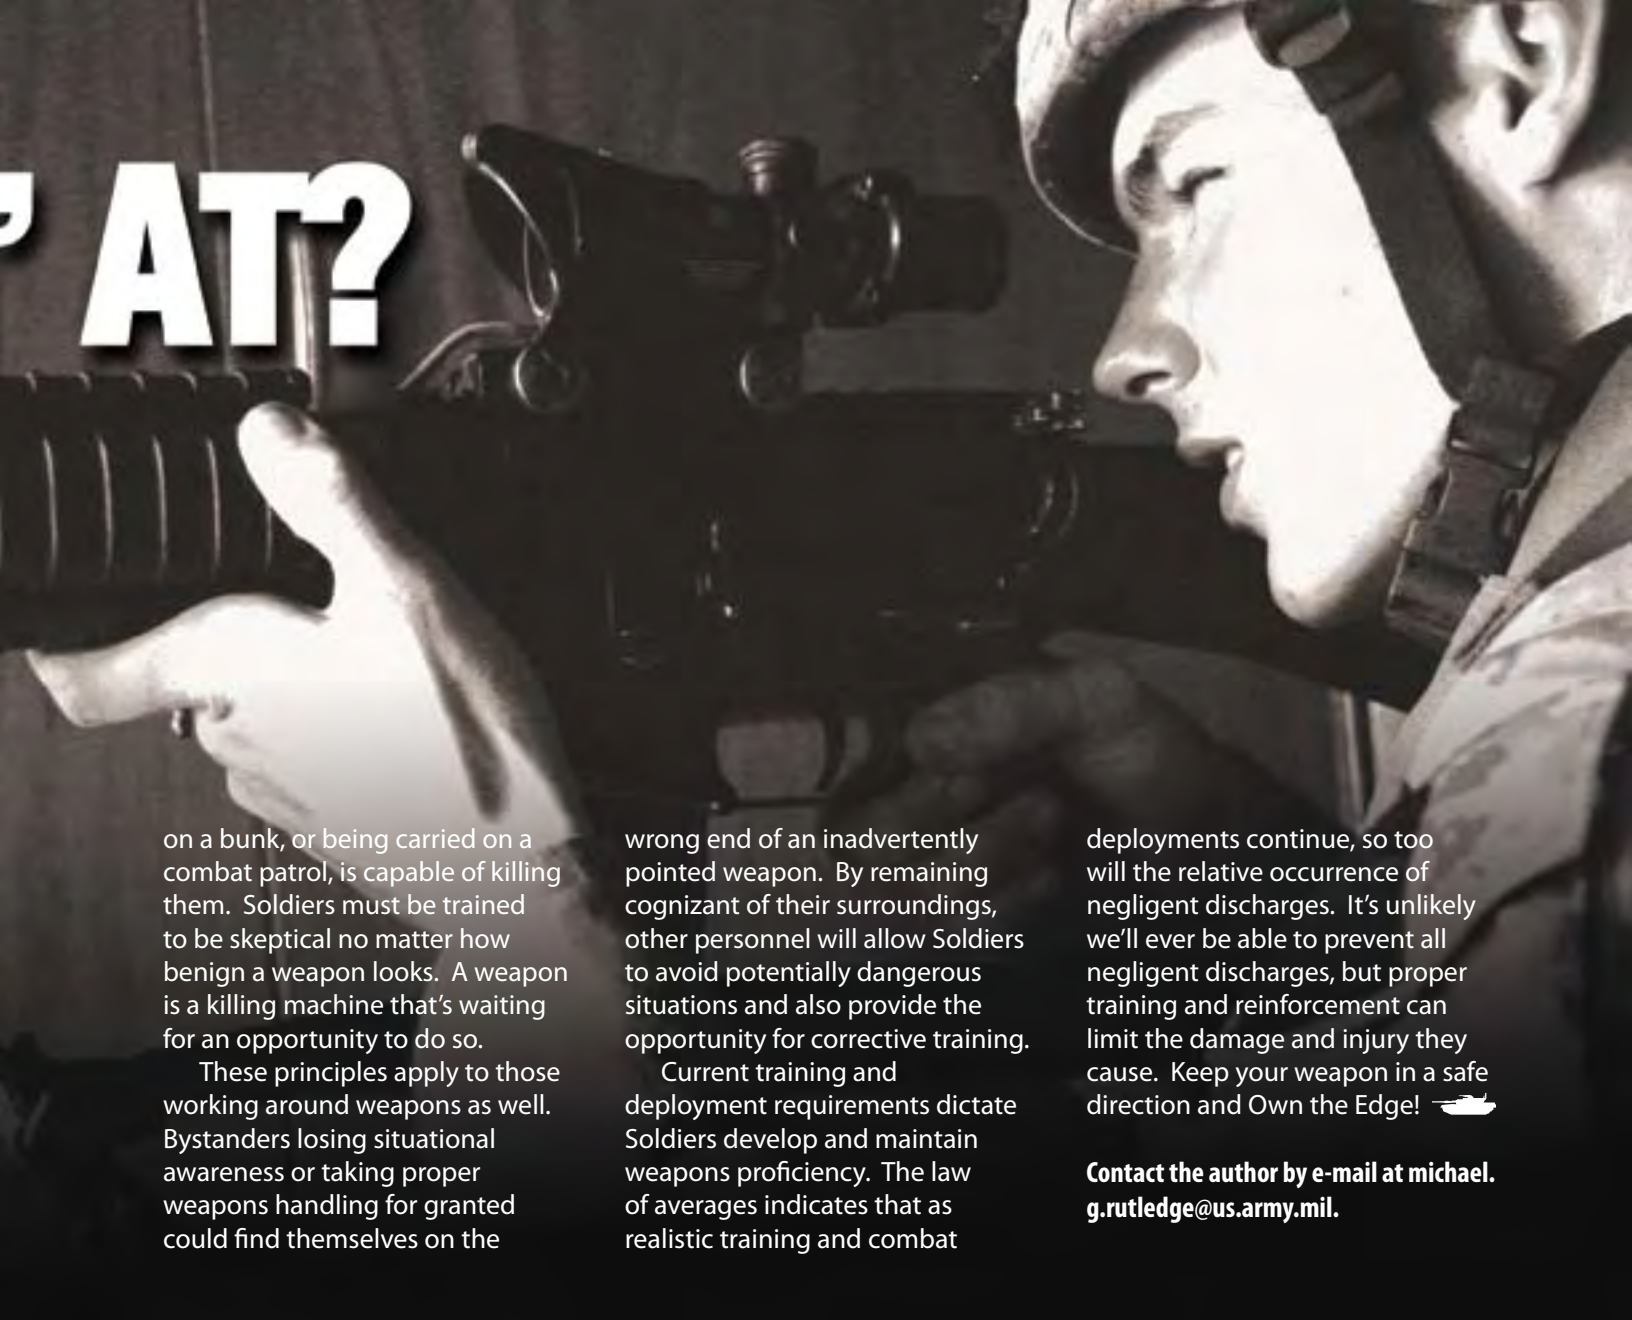 ’ AT?
on a bunk, or being carried on a
combat patrol, is capable of killing
them.  Soldiers must be trained
to be skeptical no matter how
benign a weapon looks.  A weapon
is a killing machine that’s waiting
for an opportunity to do so.
These principles apply to those
working around weapons as well.
Bystanders losing situational
awareness or taking proper
weapons handling for granted
could find themselves on the
wrong end of an inadvertently
pointed weapon.  By remaining
cognizant of their surroundings,
other personnel will allow Soldiers
to avoid potentially dangerous
situations and also provide the
opportunity for corrective training.
Current training and
deployment requirements dictate
Soldiers develop and maintain
weapons proficiency.  The law
of averages indicates that as
realistic training and combat
deployments continue, so too
will the relative occurrence of
negligent discharges.  It’s unlikely
we’ll ever be able to prevent all
negligent discharges, but proper
training and reinforcement can
limit the damage and injury they
cause.  Keep your weapon in a safe
direction and Own the Edge!
Contact the author by e-mail at michael.
g.rutledge@us.army.mil.